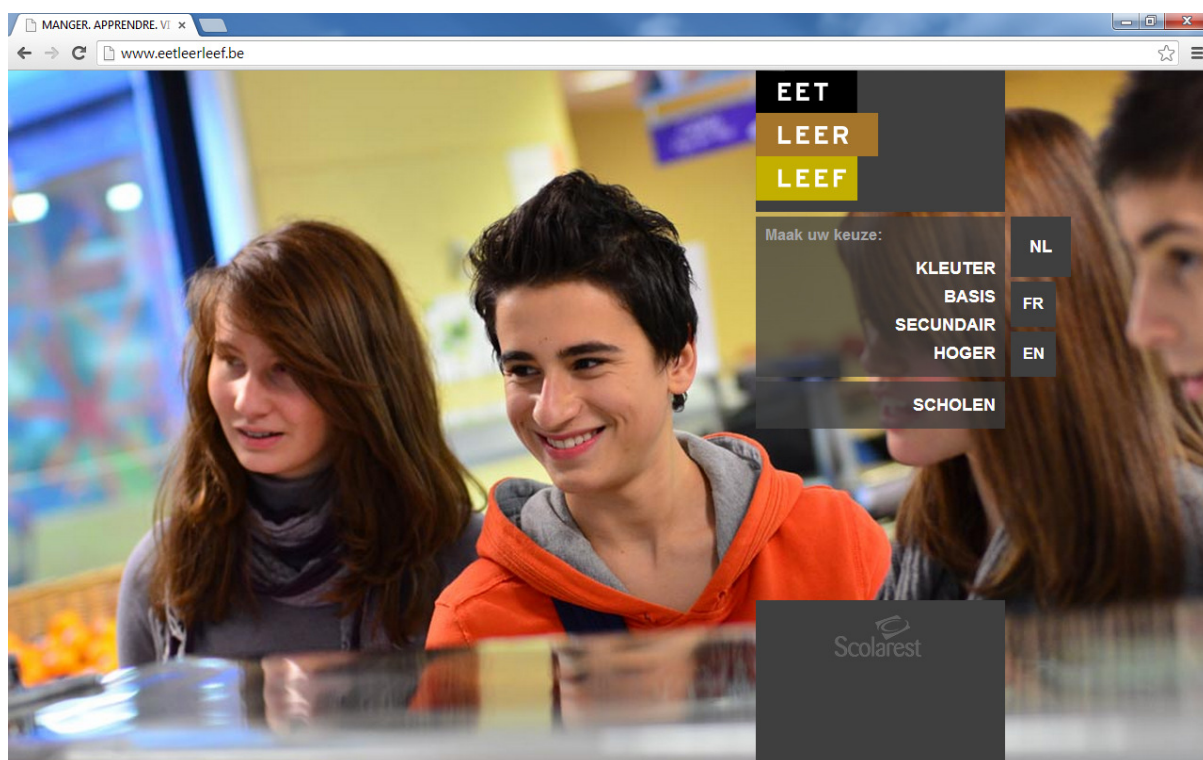 MANGER. APPRENDRE. VI
www.eetleerleef.be
EET
LEER
LEEF
Maak uw keuze:
KLEUTER
BASIS
SECUNDAIR
HOGER
SCHOLEN
NL
FR
EN
Scolarest